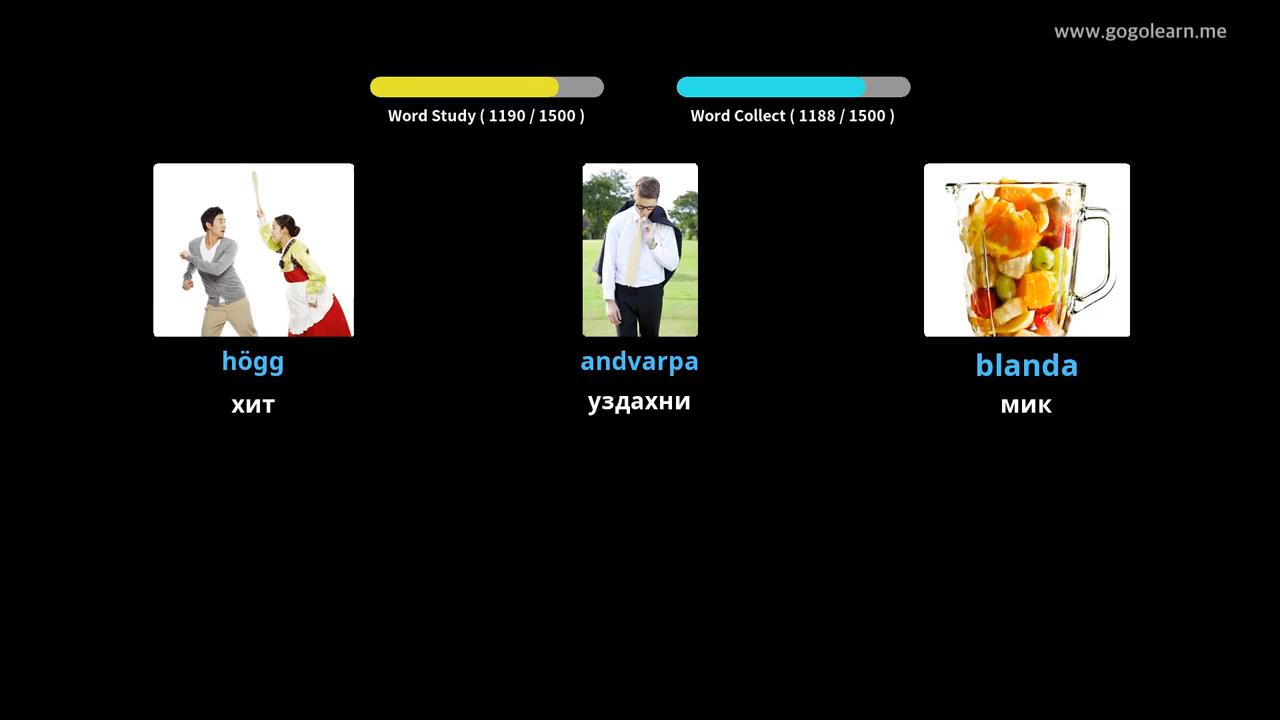 www.gogolearn.me
Word Study ( 1190 / 1500 )
Word Collect ( 1188 / 1500 )
högg
andvarpa
blanda
хит
уздахни
мик